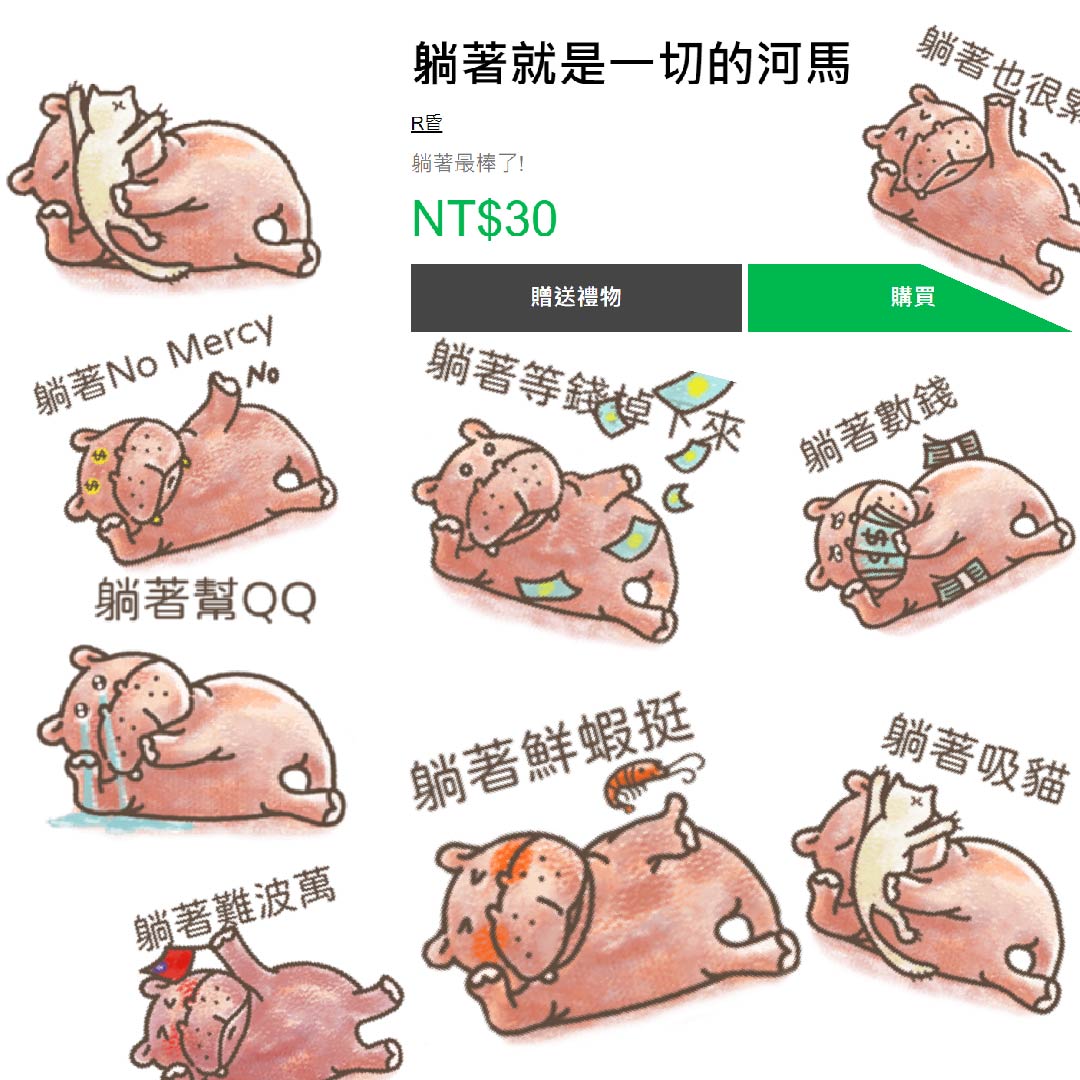 躺著就是一切的河馬
R昏
躺著最棒了!
NT$30
贈送禮物
購買
躺著也很累
躺著No Mercy
No
躺著等錢掉下來
躺著數錢
$
躺著幫QQ
躺著鮮蝦挺
躺著吸貓
躺著難波萬